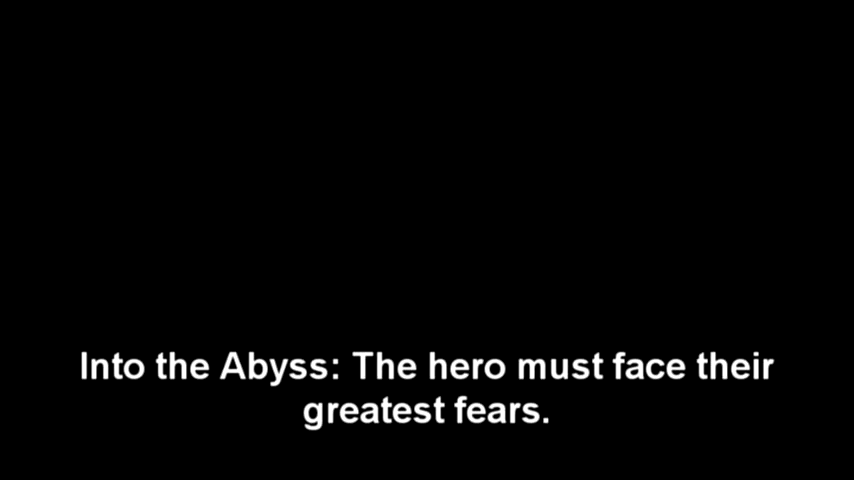 Into the Abyss: The hero must face their
greatest fears.